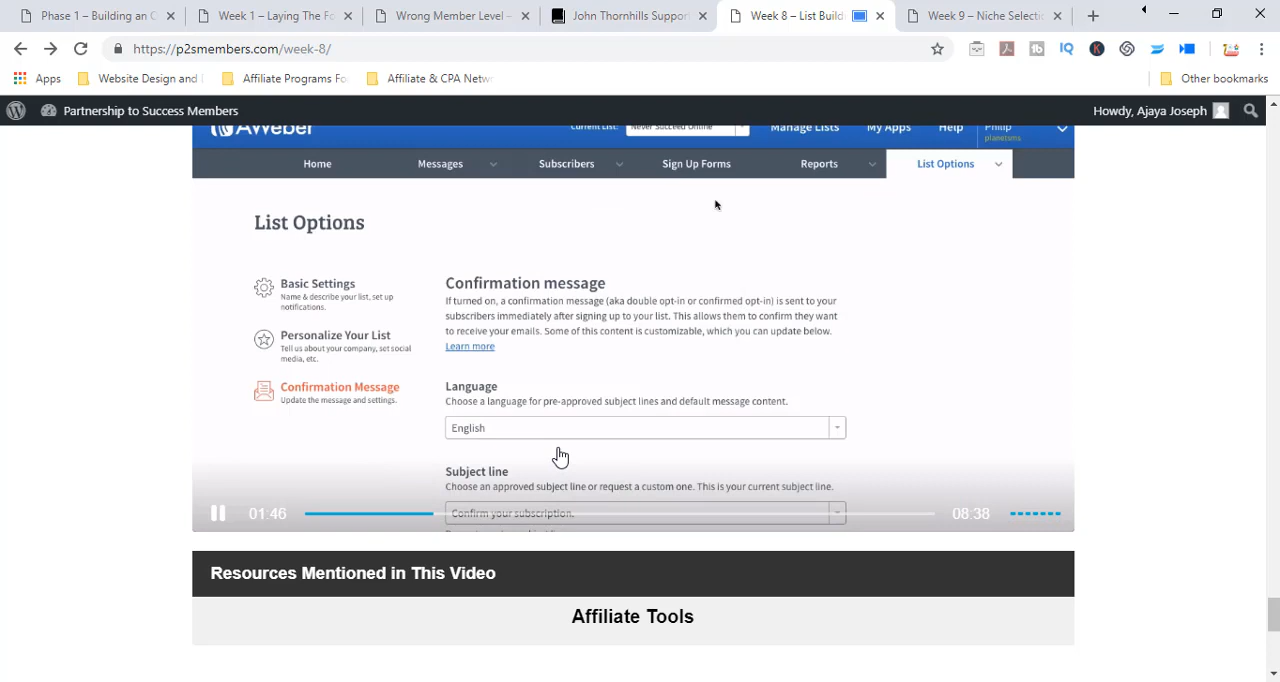 Phase 1 – Building an O
Week 1 – Laying The Fo
Wrong Member Level –
John Thornhills Support
Week 8 – List Build
Week 9 – Niche Selectio
https://p2smembers.com/week-8/
Apps
Website Design and
Affiliate Programs Fo
Affiliate & CPA Netw
Other bookmarks
Partnership to Success Members
Howdy, Ajaya Joseph
AWeber
Current List:
Never Succeed Online
Manage Lists
My Apps
Help
Philip
planetsms
Home
Messages
Subscribers
Sign Up Forms
Reports
List Options
List Options
Basic Settings
Name & describe your list, set up
notifications.
Personalize Your List
Tell us about your company, set social
media, etc.
Confirmation Message
Update the message and settings.
Confirmation message
If turned on, a confirmation message (aka double opt-in or confirmed opt-in) is sent to your
subscribers immediately after signing up to your list. This allows them to confirm they want
to receive your emails. Some of this content is customizable, which you can update below.
Learn more
Language
Choose a language for pre-approved subject lines and default message content.
English
Subject line
Choose an approved subject line or request a custom one. This is your current subject line.
Confirm your subscription.
01:46
08:38
Resources Mentioned in This Video
Affiliate Tools